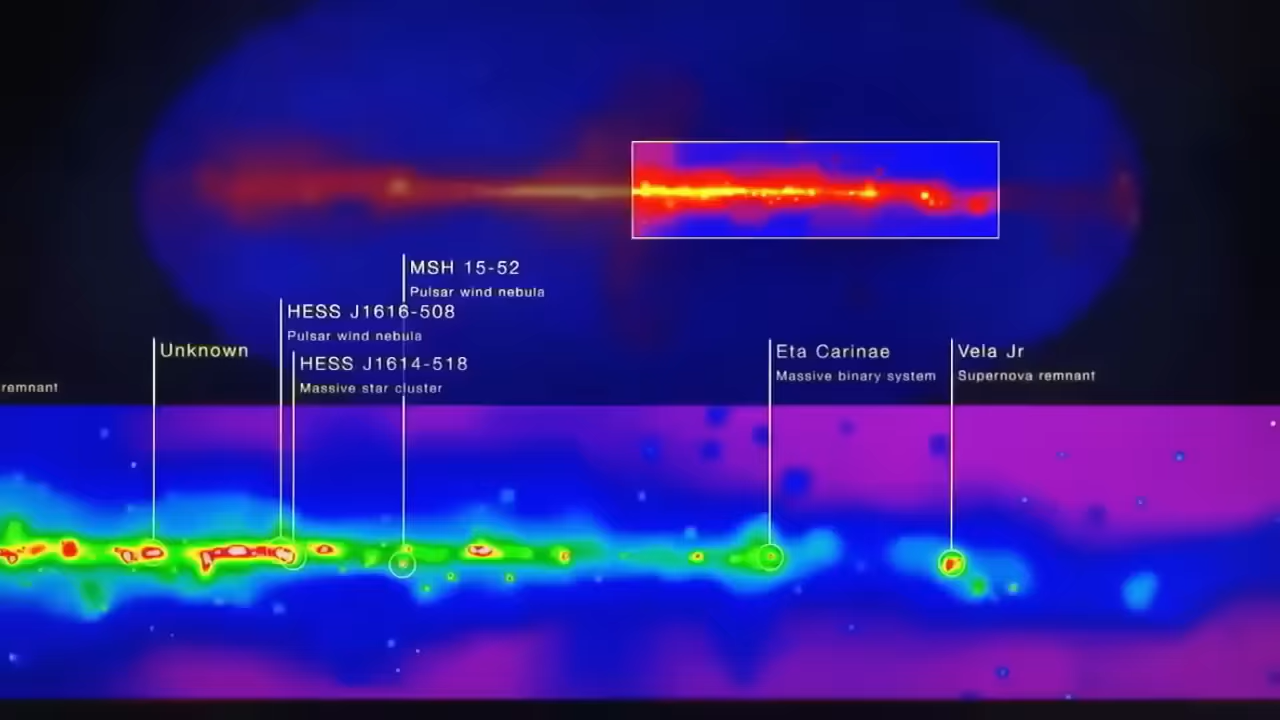 MSH 15-52
Pulsar wind nebula
HESS J1616-508
Pulsar wind nebula
Unknown
HESS J1614-518
Massive star cluster
remnant
Eta Carinae
Massive binary system
Vela Jr
Supernova remnant